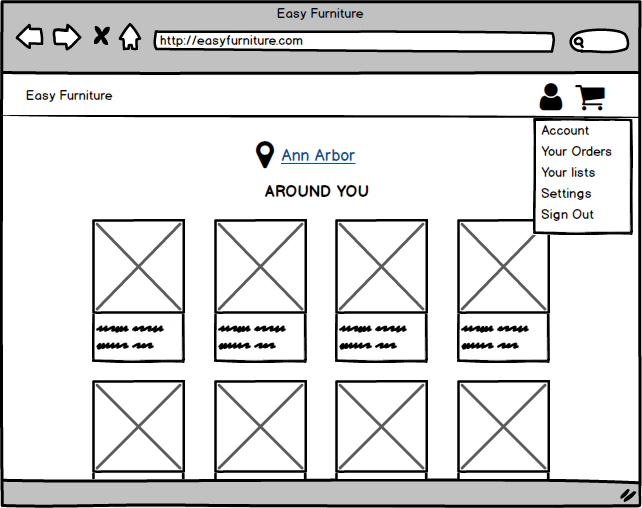 Easy Furniture
http://easyfurniture.com
Easy Furniture
Account
Your Orders
Your lists
Settings
Sign Out
Ann Arbor
AROUND YOU